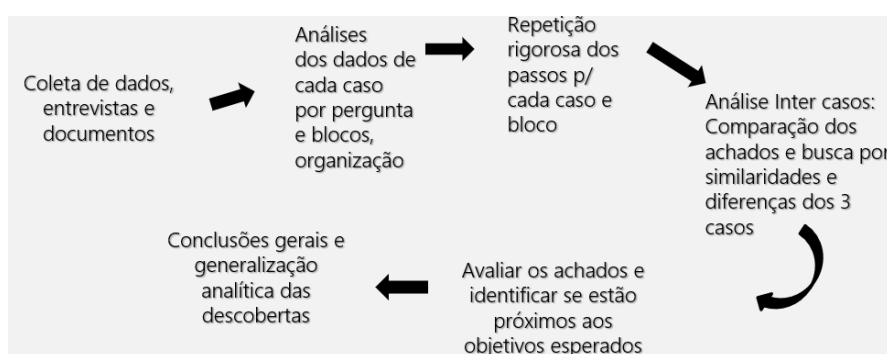 Coleta de dados,
entrevistas e
documentos
Análises
dos dados de
cada caso
por pergunta
e blocos,
organização
Repetição
rigorosa dos
passos p/
cada caso e
bloco
Análise Inter casos:
Comparação dos
achados e busca por
similaridades e
diferenças dos 3
casos
Avaliar os achados e
identificar se estão
próximos aos
objetivos esperados
Conclusões gerais e
generalização
analítica das
descobertas